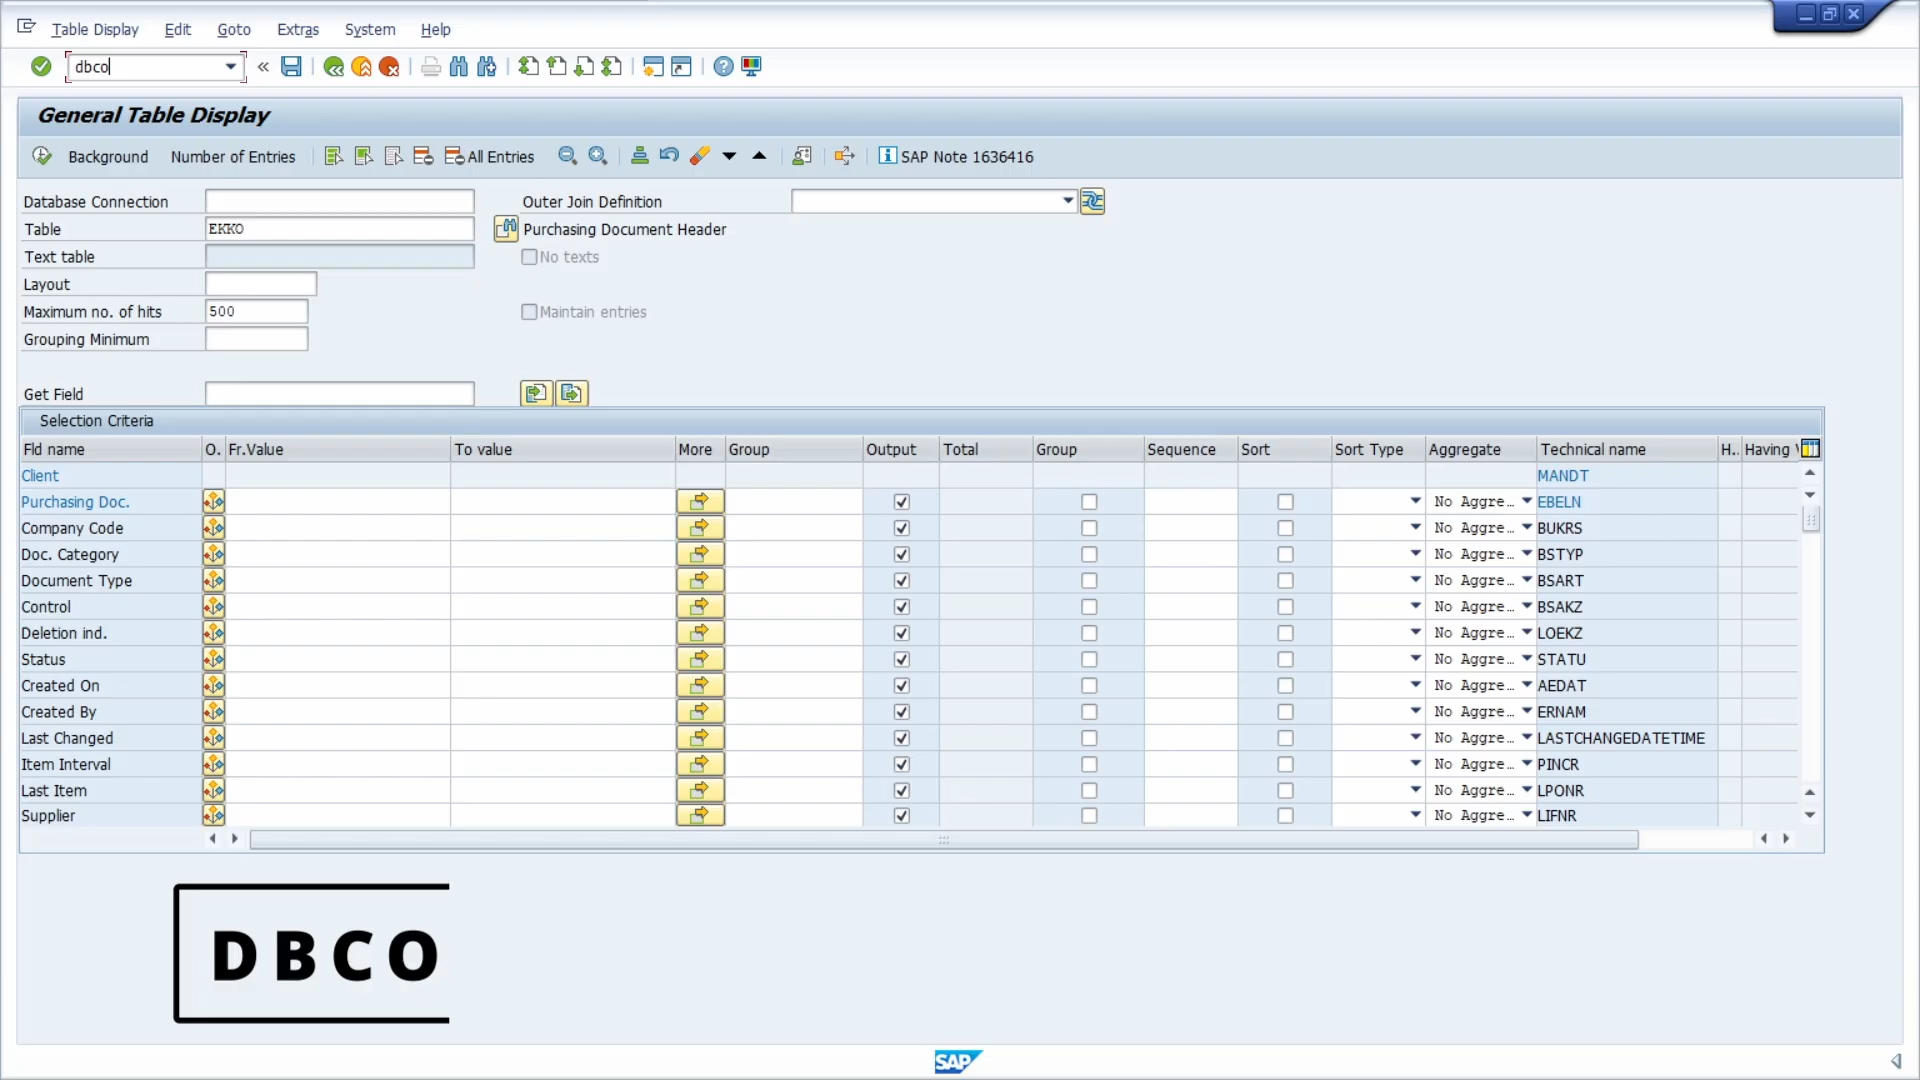 Table Display Edit Goto Extras System Help
dbco
General Table Display
Background Number of Entries All Entries SAP Note 1636416
Database Connection Outer Join Definition
Table EKKO Purchasing Document Header
Text table No texts
Layout
Maximum no. of hits 500 Maintain entries
Grouping Minimum
Get Field
Selection Criteria
Fld name O. Fr.Value To value More Group Output Total Group Sequence Sort Sort Type Aggregate Technical name H.. Having
Client MANDT
Purchasing Doc. No Aggre… EBELN
Company Code No Aggre… BUKRS
Doc. Category No Aggre… BSTYP
Document Type No Aggre… BSART
Control No Aggre… BSAKZ
Deletion ind. No Aggre… LOEKZ
Status No Aggre… STATU
Created On No Aggre… AEDAT
Created By No Aggre… ERNAM
Last Changed No Aggre… LASTCHANGEDATETIME
Item Interval No Aggre… PINCR
Last Item No Aggre… LPONR
Supplier No Aggre… LIFNR
DBCO
SAP